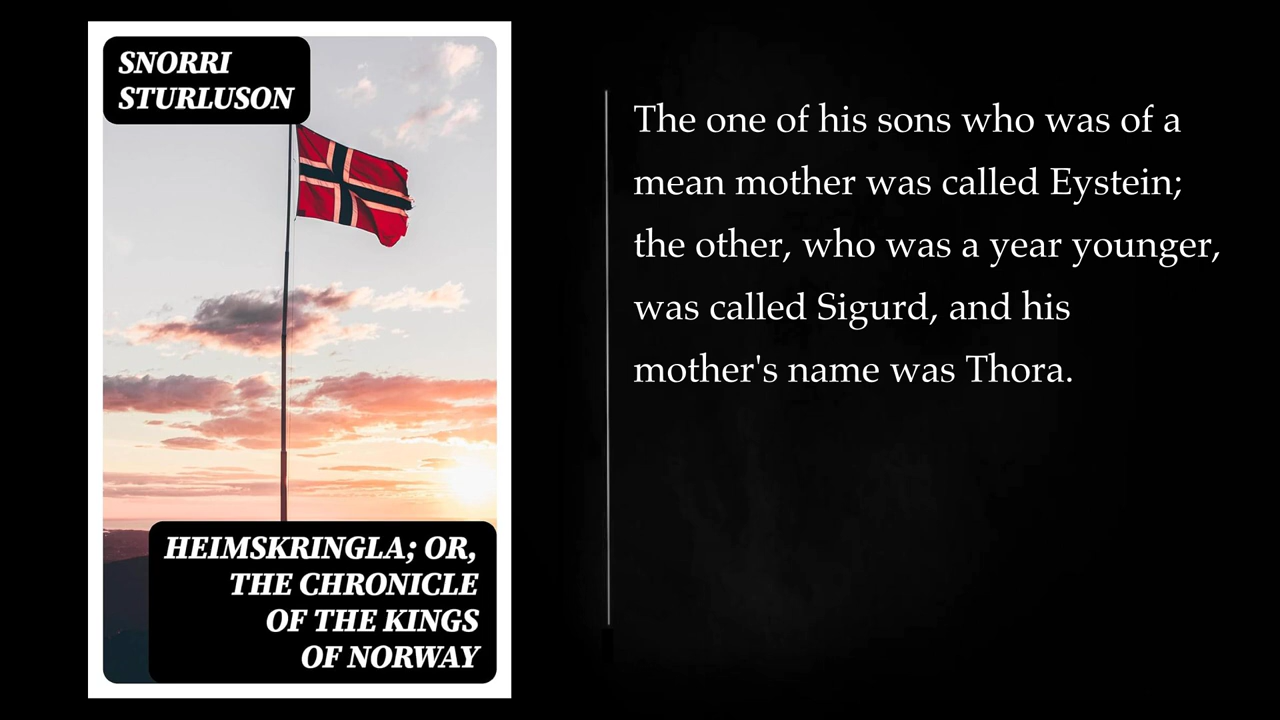 SNORRI
STURLUSON
HEIMSKRINGLA; OR,
THE CHRONICLE
OF THE KINGS
OF NORWAY
The one of his sons who was of a
mean mother was called Eystein;
the other, who was a year younger,
was called Sigurd, and his
mother's name was Thora.